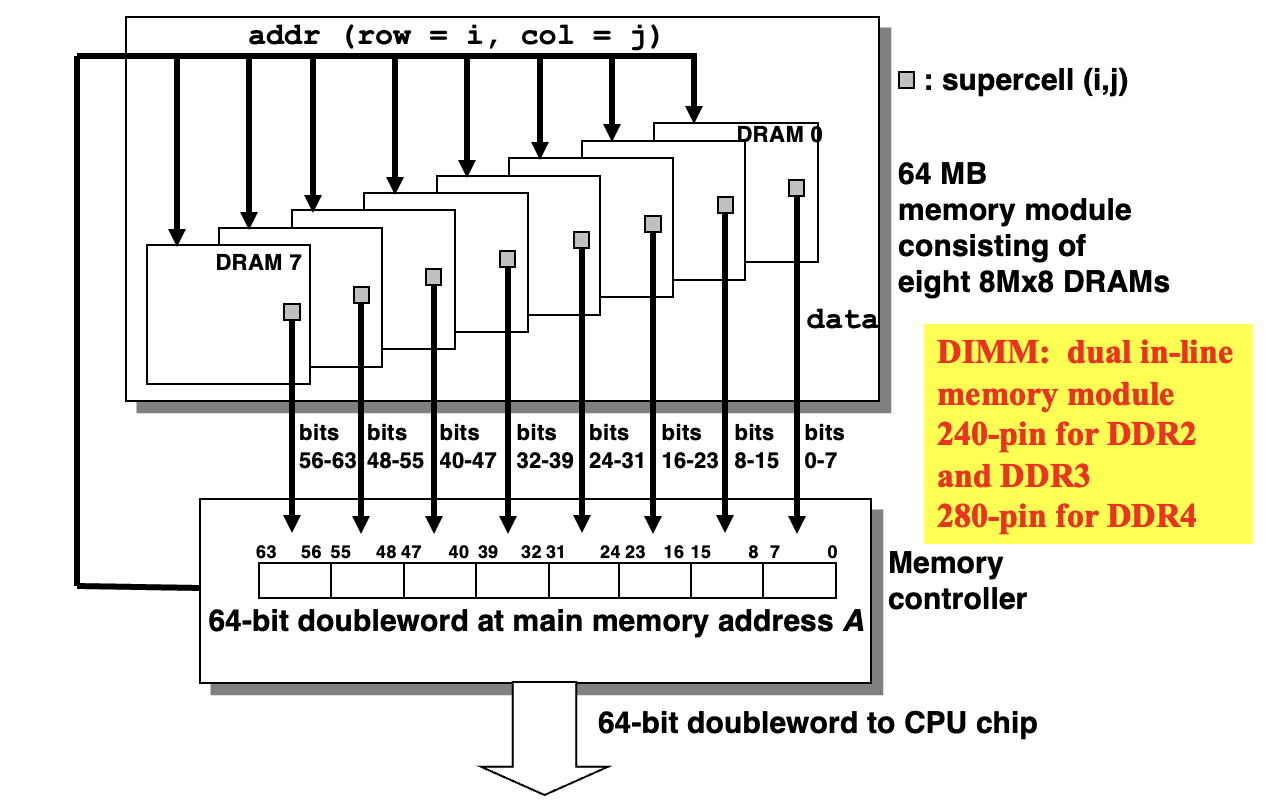 addr (row = i, col = j)
: supercell (i,j)
DRAM 0
64 MB
memory module
consisting of
eight 8Mx8 DRAMs
DRAM 7
data
DIMM: dual in-line
memory module
240-pin for DDR2
and DDR3
280-pin for DDR4
bits bits bits bits bits bits bits bits
56-63 48-55 40-47 32-39 24-31 16-23 8-15 0-7
63 56 55 48 47 40 39 32 31 24 23 16 15 8 7 0
Memory
controller
64-bit doubleword at main memory address A
64-bit doubleword to CPU chip